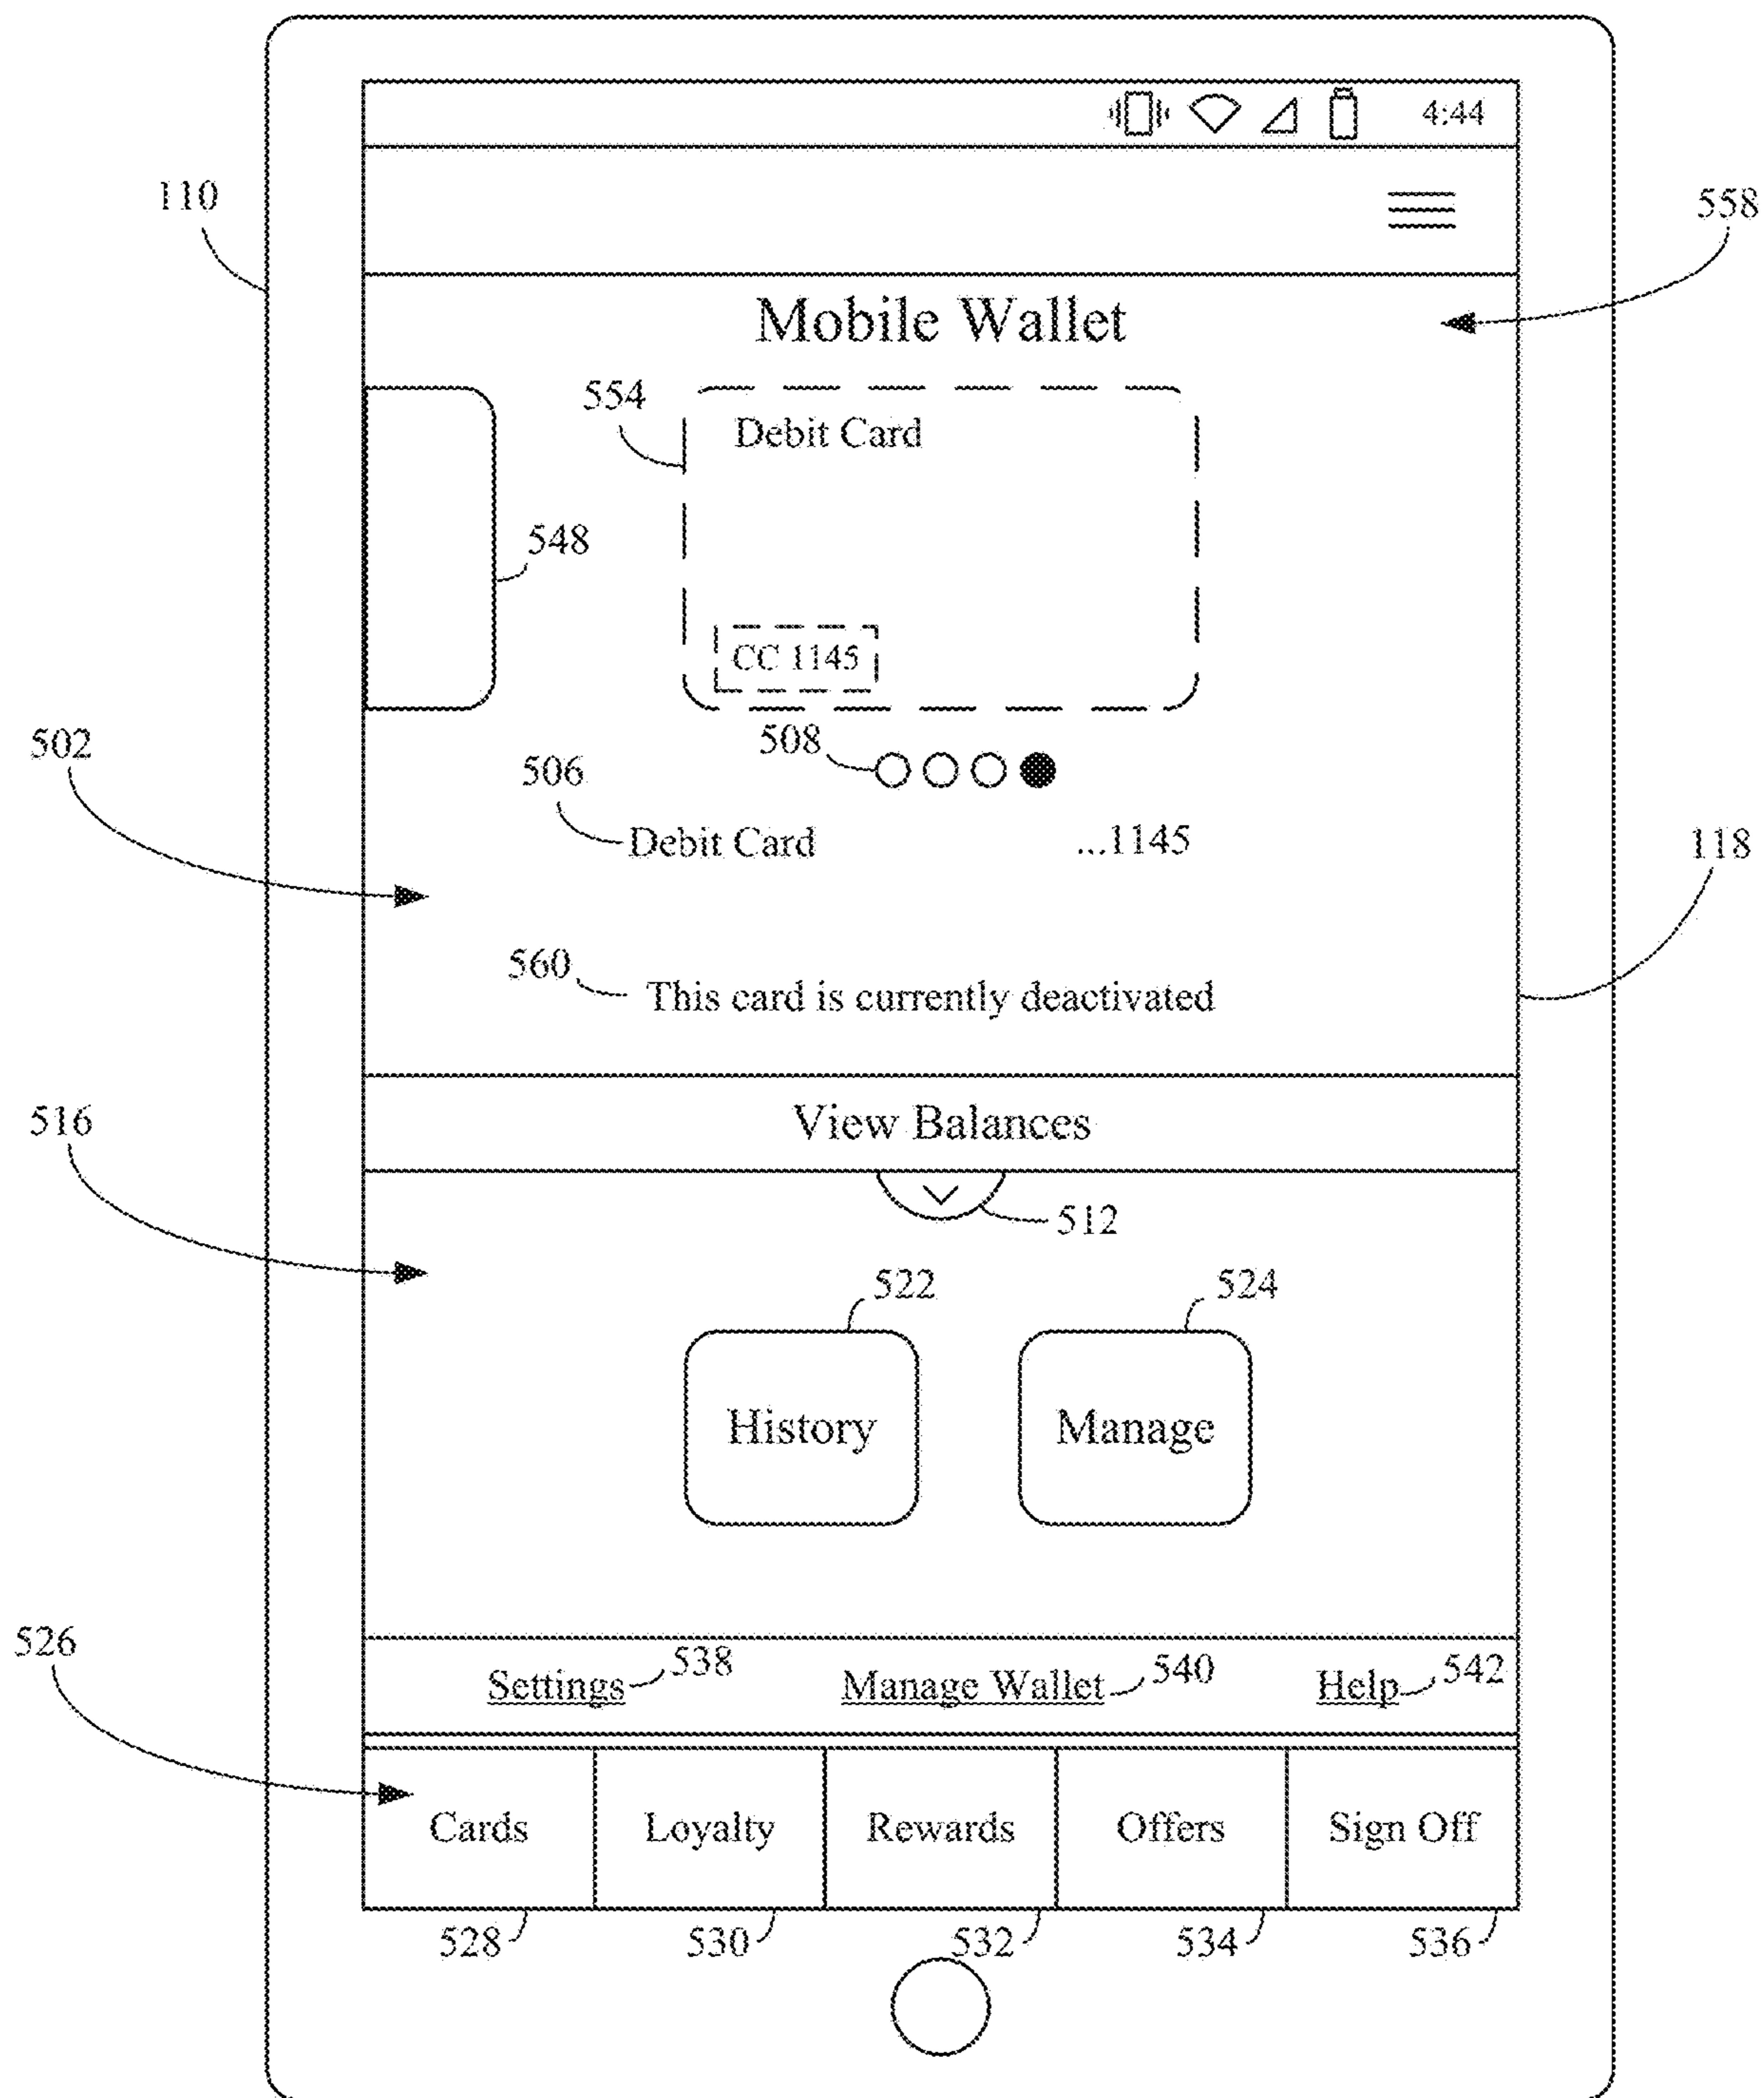 4:44
110
558
Mobile Wallet
554
Debit Card
548
CC 1145
502
508
506
Debit Card ...1145
118
560
This card is currently deactivated
516
View Balances
512
522 524
History Manage
526
Settings 538 Manage Wallet 540 Help 542
Cards Loyalty Rewards Offers Sign Off
528 530 532 534 536